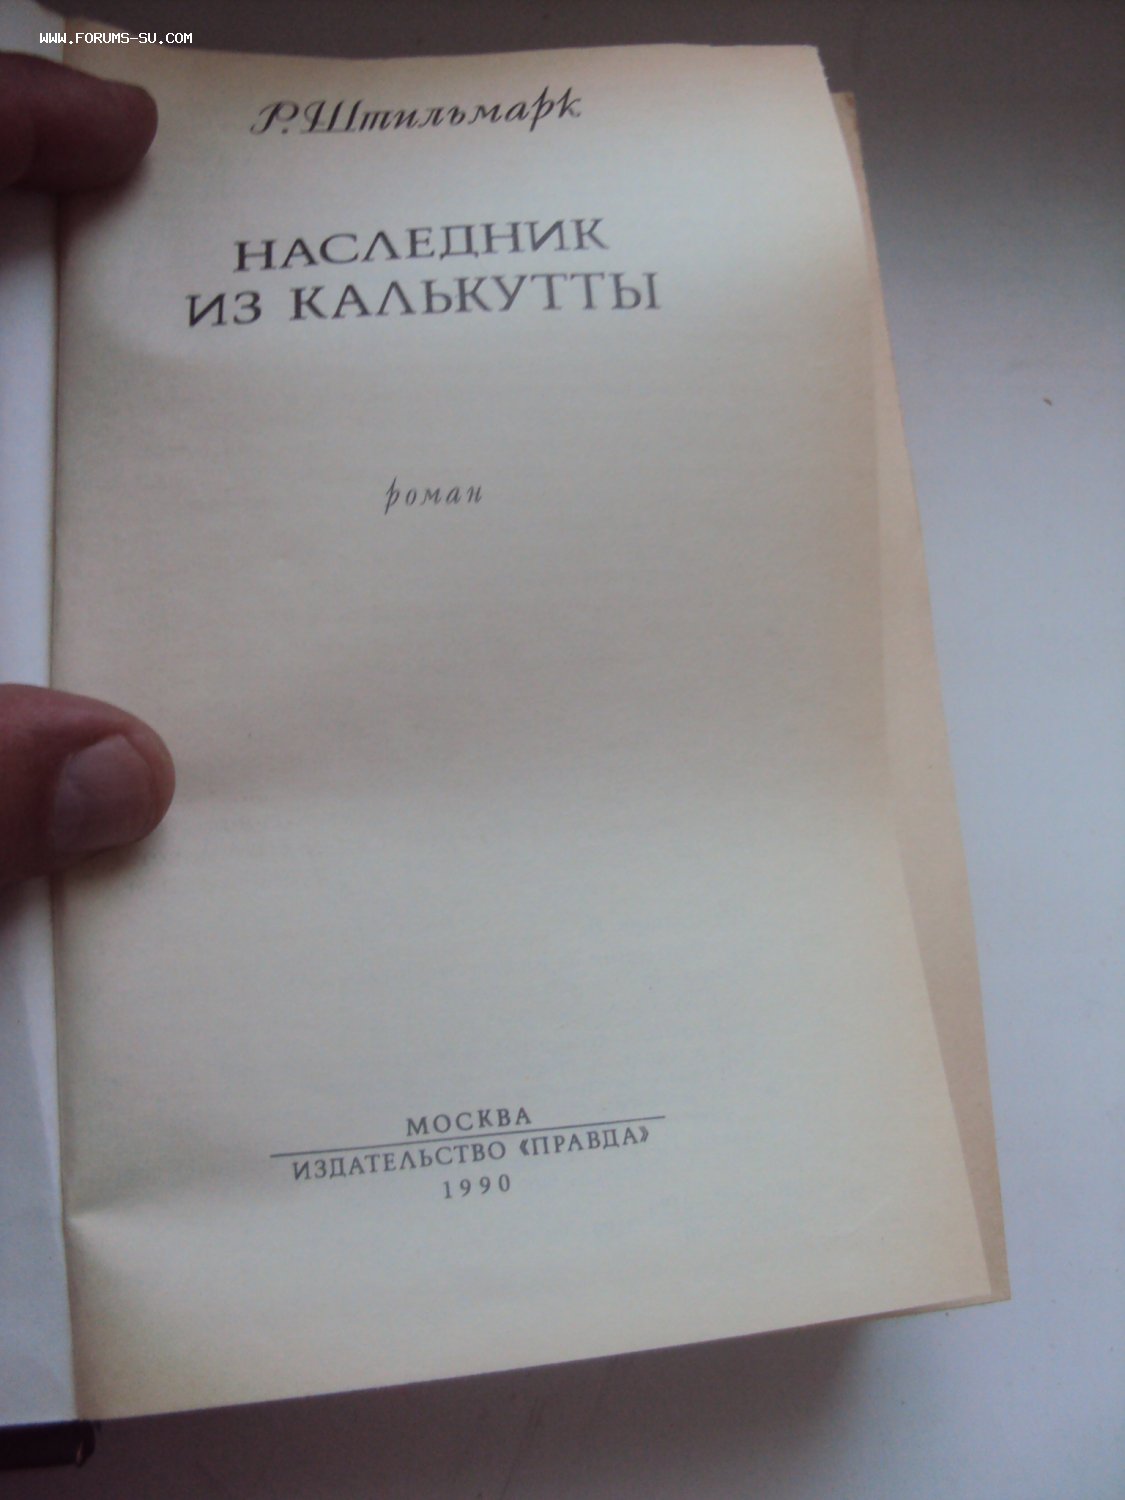 WWW.FORUMS-SU.COM
Р. Штильмарк
НАСЛЕДНИК
ИЗ КАЛЬКУТТЫ
роман
МОСКВА
ИЗДАТЕЛЬСТВО «ПРАВДА»
1990